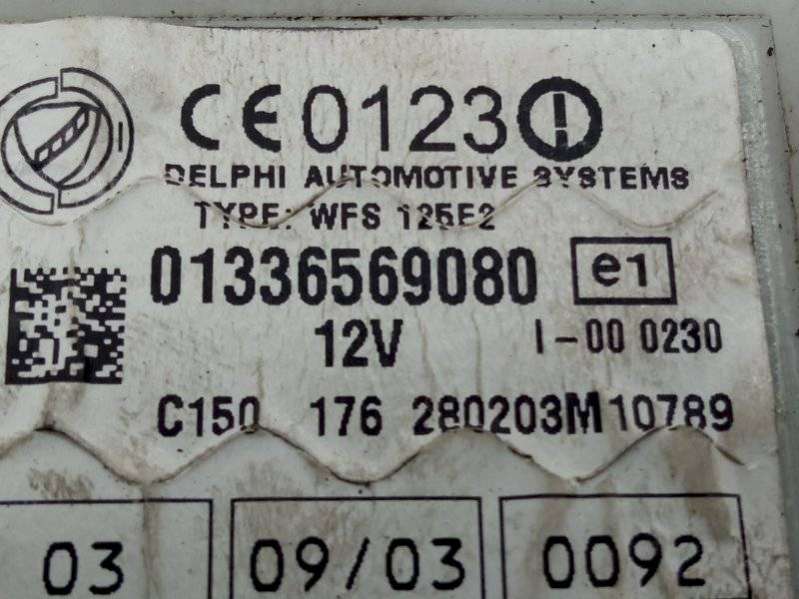 CE0123
DELPHI AUTOMOTIVE SYSTEMS
TYPE: WFS 125E2
01336569080 e1
12V I-00 0230
C150 176 280203M10789
03 09/03 0092